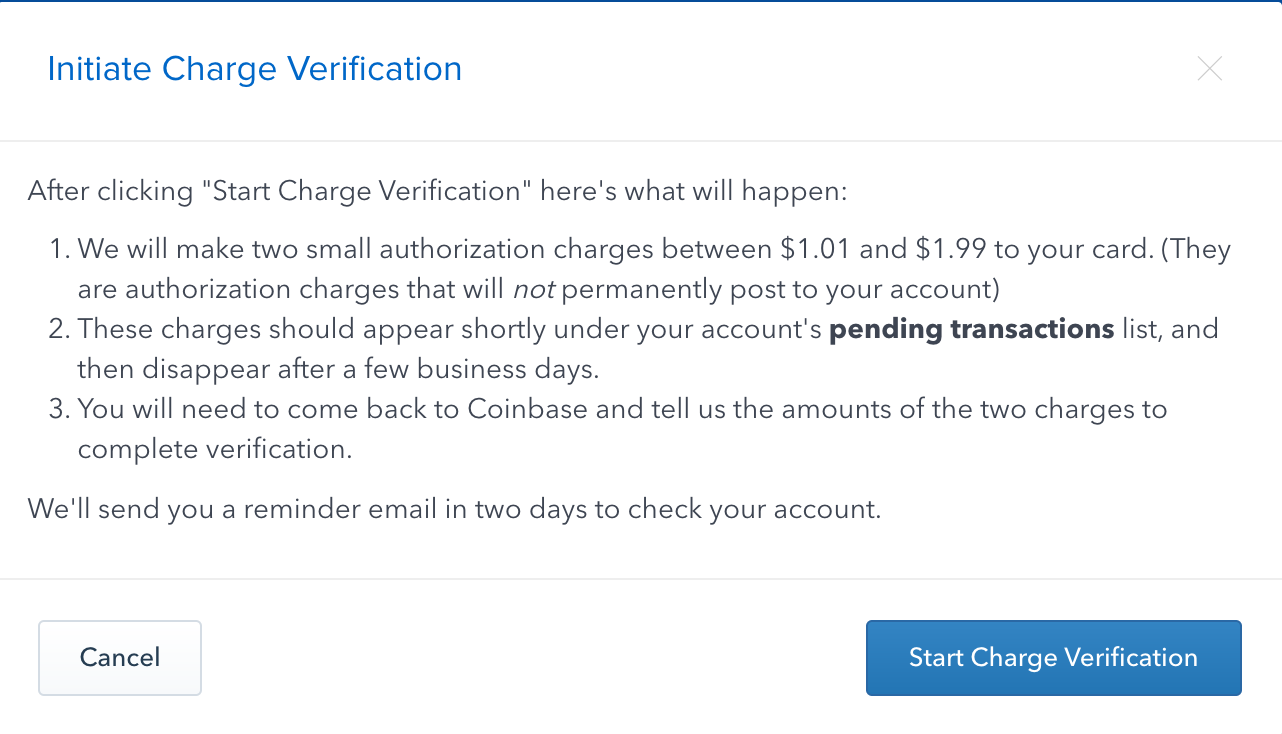 Initiate Charge Verification
After clicking "Start Charge Verification" here's what will happen:
1. We will make two small authorization charges between $1.01 and $1.99 to your card. (They
are authorization charges that will not permanently post to your account)
2. These charges should appear shortly under your account's pending transactions list, and
then disappear after a few business days.
3. You will need to come back to Coinbase and tell us the amounts of the two charges to
complete verification.
We'll send you a reminder email in two days to check your account.
Cancel
Start Charge Verification